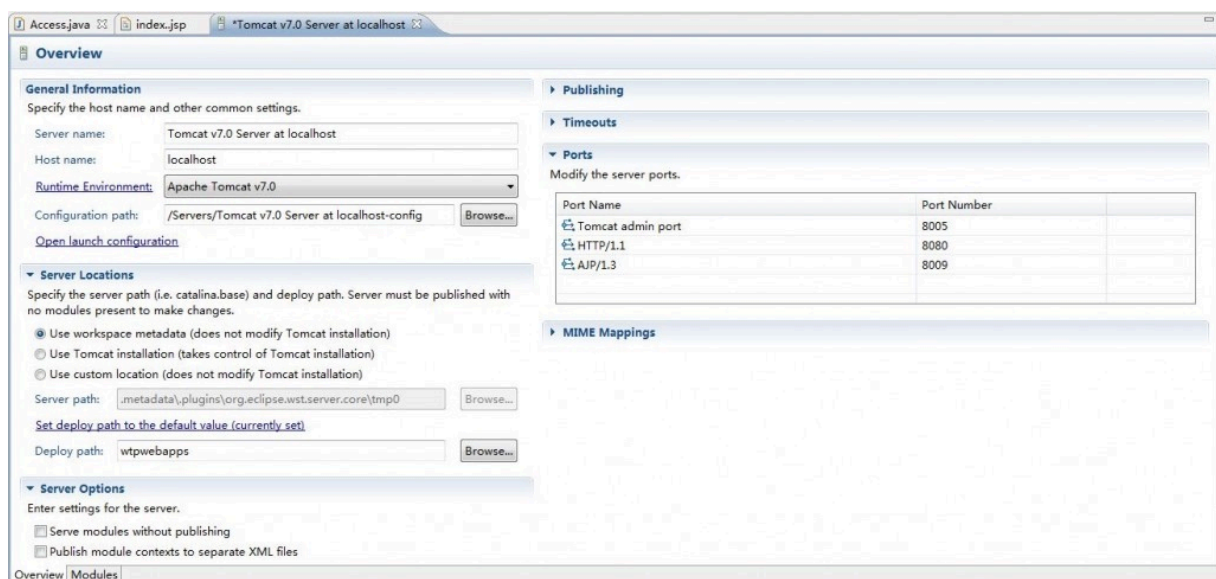 Access.java index.jsp *Tomcat v7.0 Server at localhost
Overview
General Information
Specify the host name and other common settings.
Server name: Tomcat v7.0 Server at localhost
Host name: localhost
Runtime Environment: Apache Tomcat v7.0
Configuration path: /Servers/Tomcat v7.0 Server at localhost-config Browse...
Open launch configuration
Server Locations
Specify the server path (i.e. catalina.base) and deploy path. Server must be published with
no modules present to make changes.
Use workspace metadata (does not modify Tomcat installation)
Use Tomcat installation (takes control of Tomcat installation)
Use custom location (does not modify Tomcat installation)
Server path: .metadata\.plugins\org.eclipse.wst.server.core\tmp0 Browse...
Set deploy path to the default value (currently set)
Deploy path: wtpwebapps Browse...
Server Options
Enter settings for the server.
Serve modules without publishing
Publish module contexts to separate XML files
Publishing
Timeouts
Ports
Modify the server ports.
Port Name Port Number
Tomcat admin port 8005
HTTP/1.1 8080
AJP/1.3 8009
MIME Mappings
Overview Modules